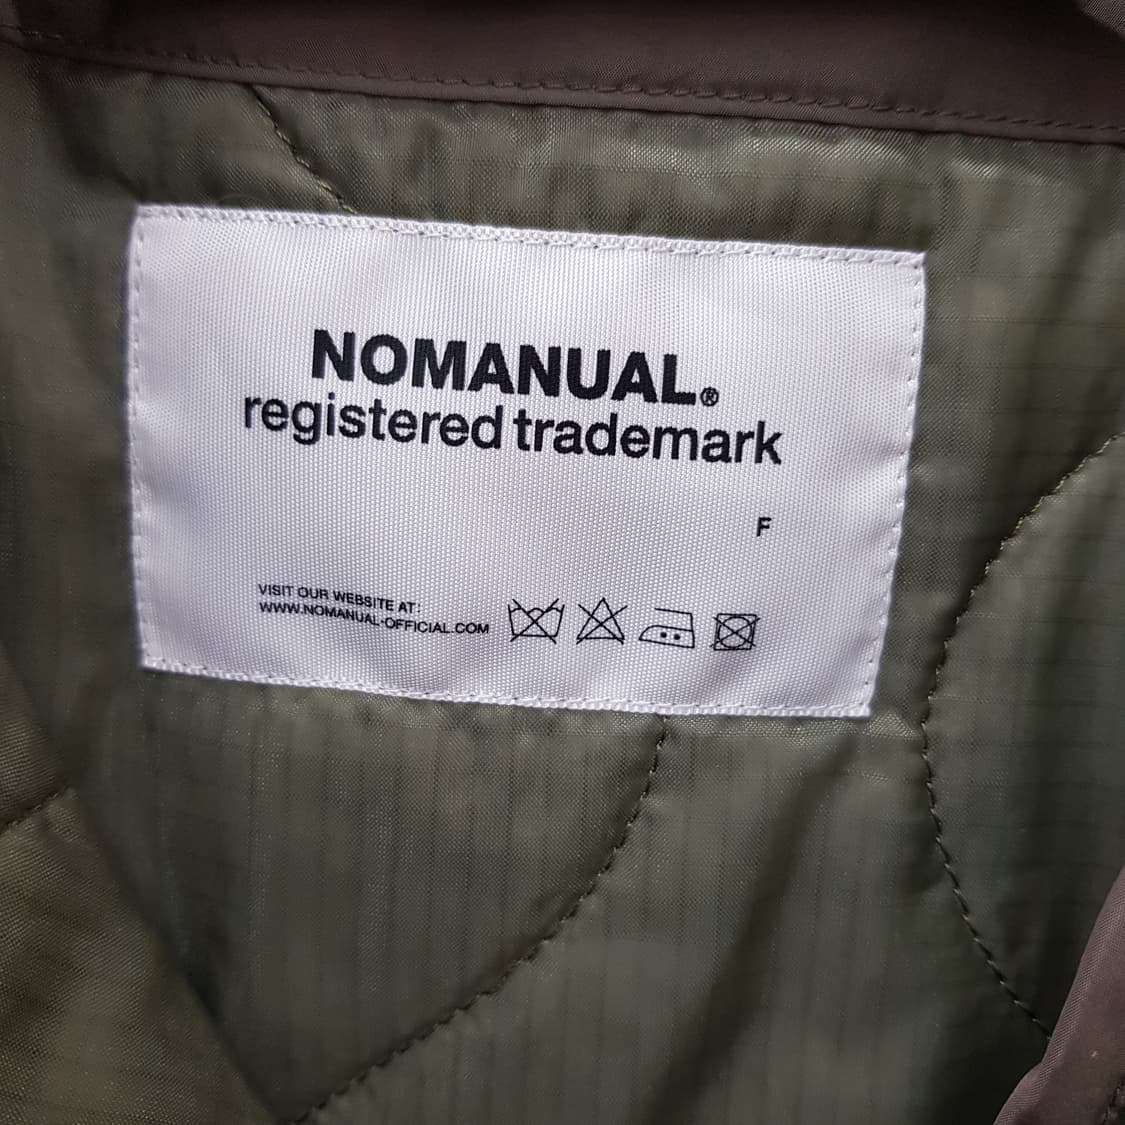 NOMANUAL.®
registered trademark
F
VISIT OUR WEBSITE AT:
WWW.NOMANUAL-OFFICIAL.COM